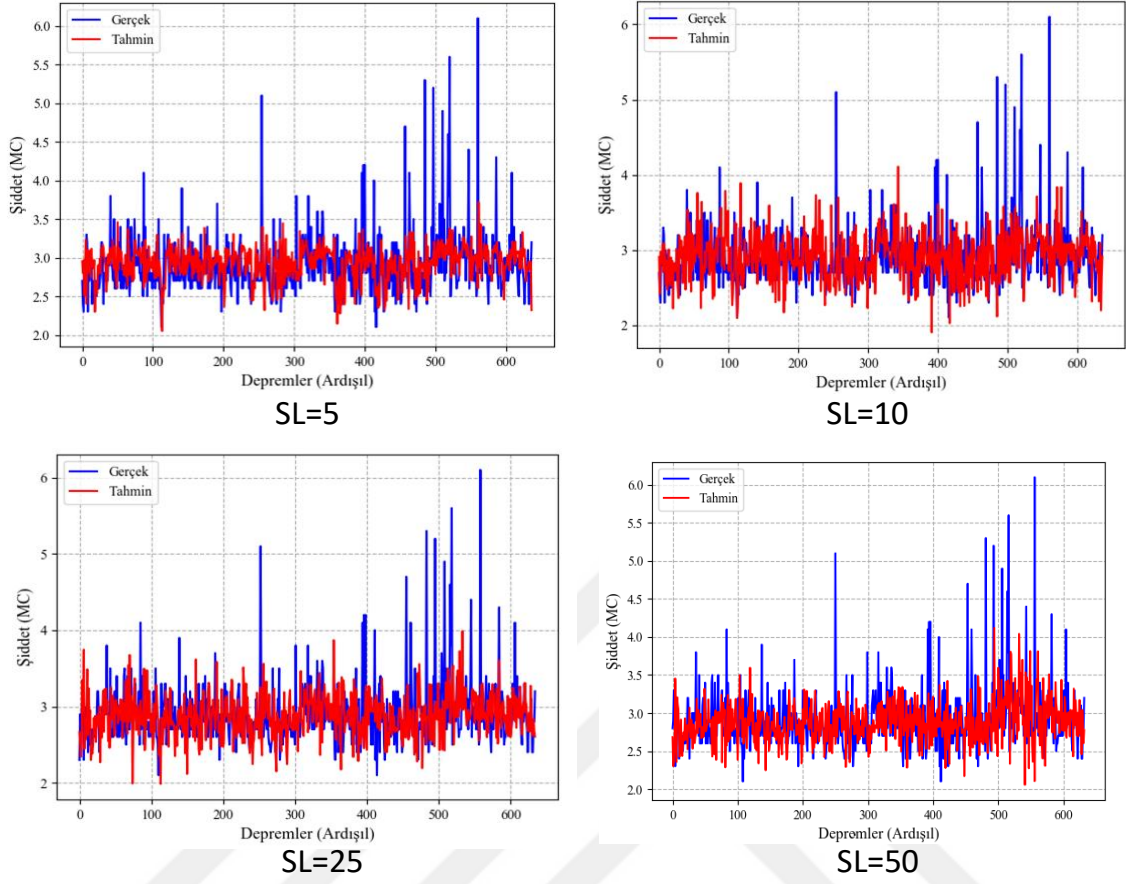 Gerçek
Tahmin
6.0
5.5
5.0
4.5
4.0
3.5
3.0
2.5
2.0
Şiddet (MC)
0 100 200 300 400 500 600
Depremler (Ardışıl)
SL=5
Gerçek
Tahmin
6
5
4
3
2
Şiddet (MC)
0 100 200 300 400 500 600
Depremler (Ardışıl)
SL=10
Gerçek
Tahmin
6
5
4
3
2
Şiddet (MC)
0 100 200 300 400 500 600
Depremler (Ardışıl)
SL=25
Gerçek
Tahmin
6.0
5.5
5.0
4.5
4.0
3.5
3.0
2.5
2.0
Şiddet (MC)
0 100 200 300 400 500 600
Depremler (Ardışıl)
SL=50